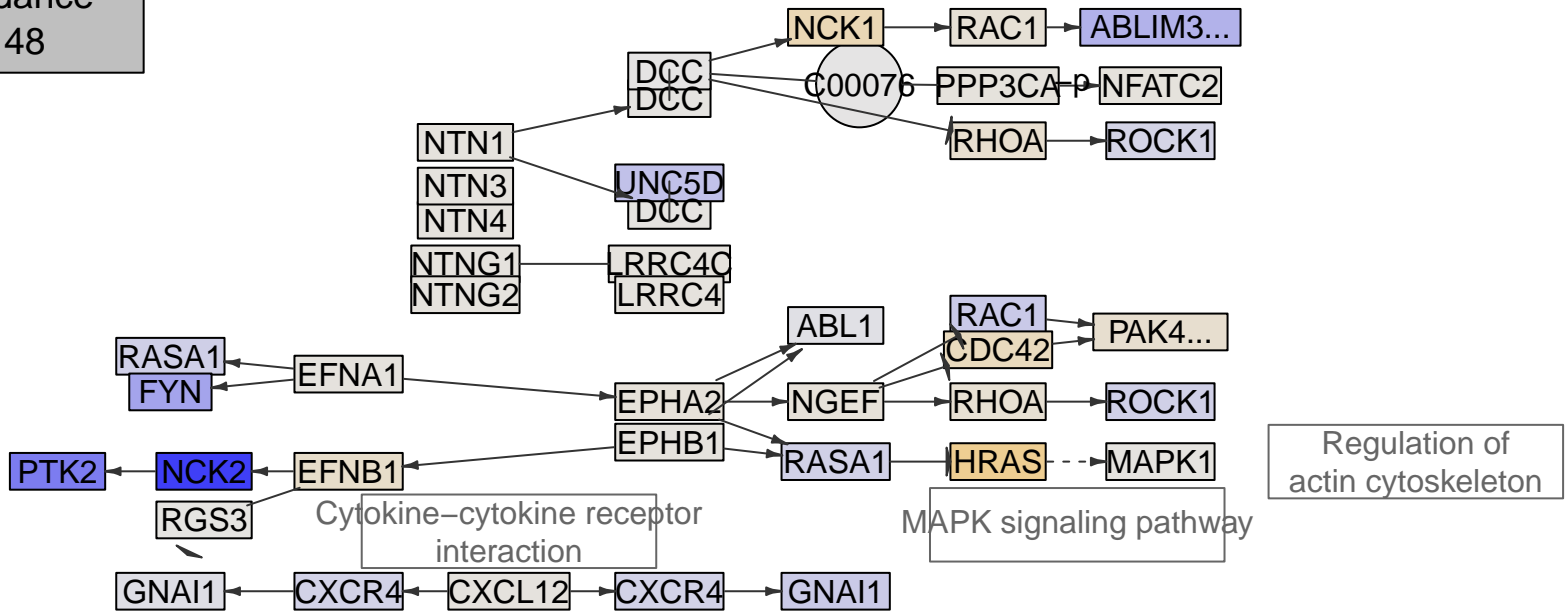 48
NCK1
RAC1
ABLIM3...
DCC
DCC
C00076
PPP3CA
-p
NFATC2
NTN1
RHOA
ROCK1
NTN3
NTN4
UNC5D
DCC
NTNG1
NTNG2
LRRC4C
LRRC4
RASA1
FYN
EFNA1
ABL1
RAC1
CDC42
PAK4...
EPHA2
EPHB1
NGEF
RHOA
ROCK1
PTK2
NCK2
EFNB1
RASA1
HRAS
MAPK1
Regulation of
actin cytoskeleton
RGS3
Cytokine−cytokine receptor
interaction
MAPK signaling pathway
GNAI1
CXCR4
CXCL12
CXCR4
GNAI1